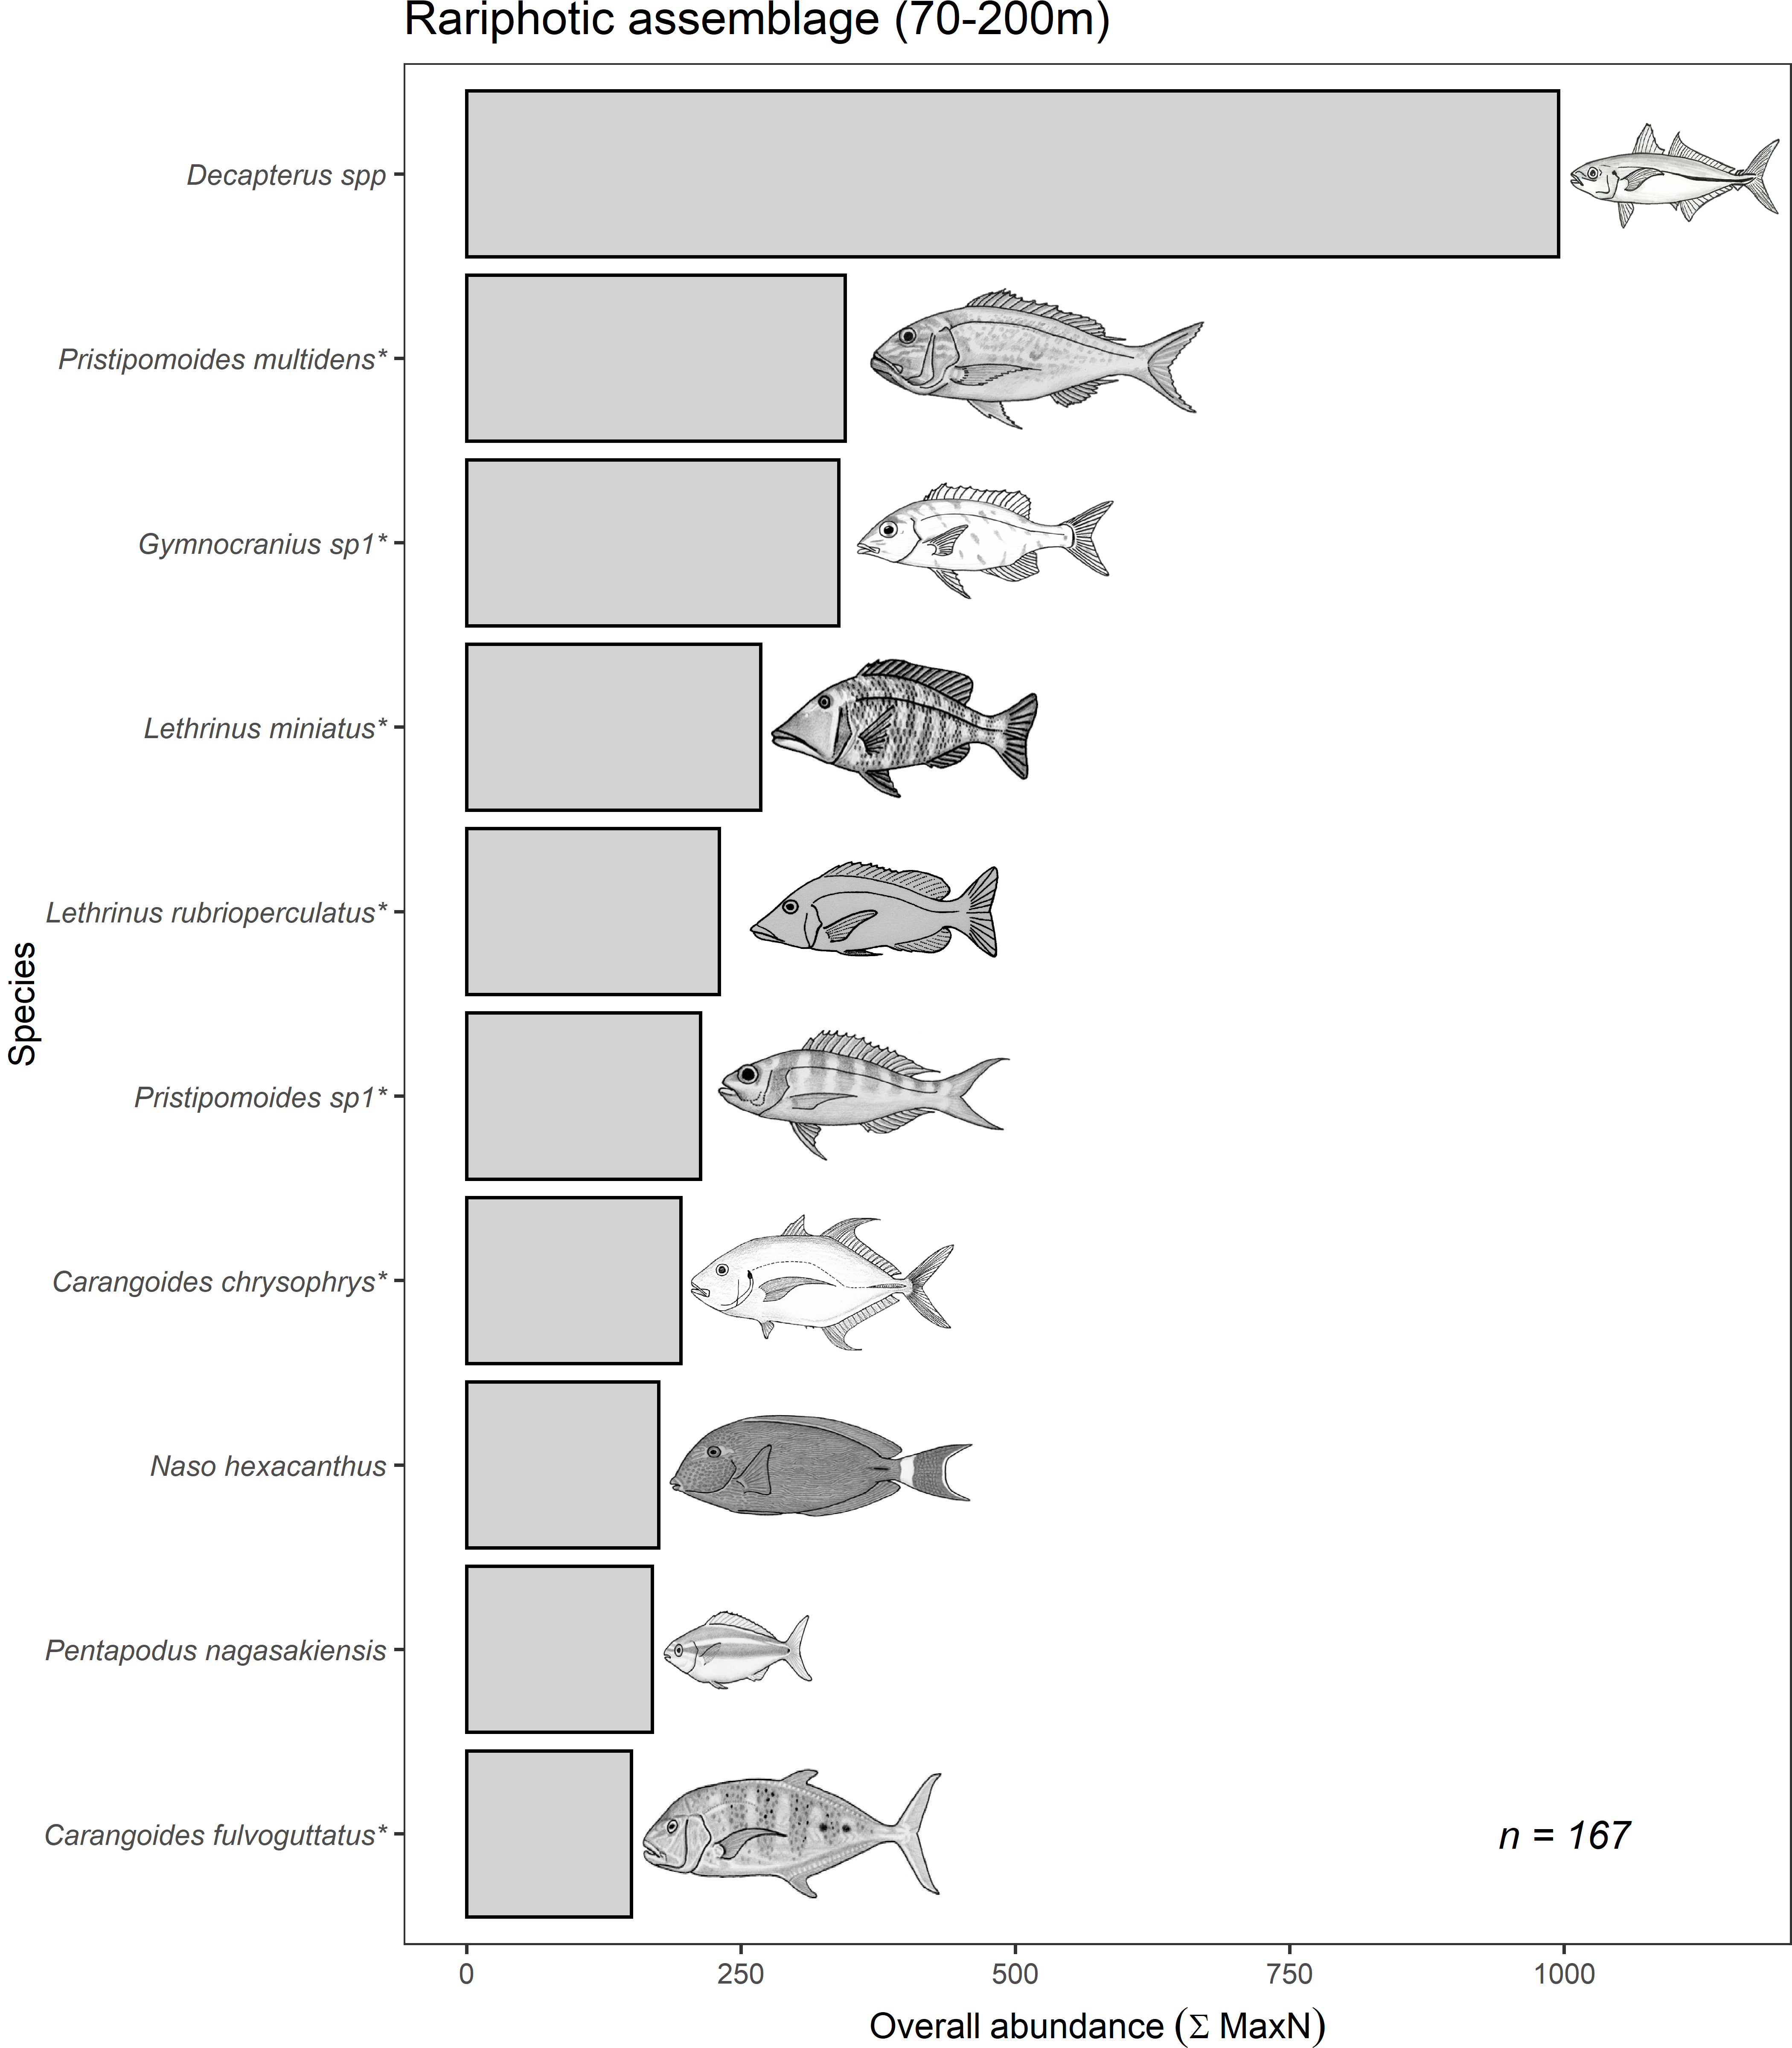 Rariphotic assemblage (70-200m)
Decapterus spp
Pristipomoides multidens*
Gymnocranius sp1*
Lethrinus miniatus*
Lethrinus rubrioperculatus*
Species
Pristipomoides sp1*
Carangoides chrysophrys*
Naso hexacanthus
Pentapodus nagasakiensis
Carangoides fulvoguttatus*
n = 167
0 250 500 750 1000
Overall abundance (Σ MaxN)